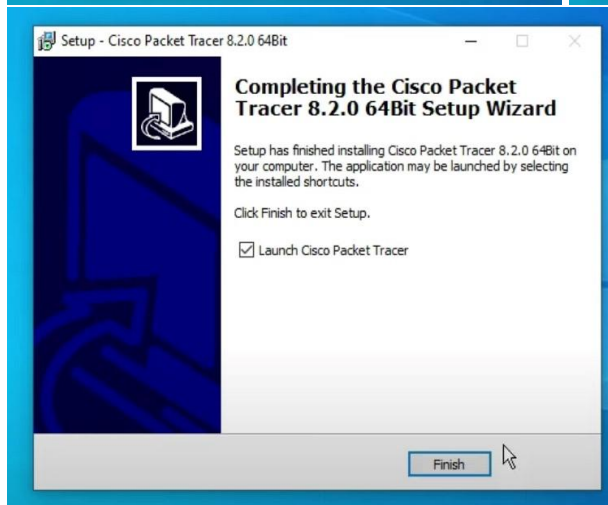 Setup - Cisco Packet Tracer 8.2.0 64Bit
Completing the Cisco Packet
Tracer 8.2.0 64Bit Setup Wizard
Setup has finished installing Cisco Packet Tracer 8.2.0 64Bit on
your computer. The application may be launched by selecting
the installed shortcuts.
Click Finish to exit Setup.
Launch Cisco Packet Tracer
Finish